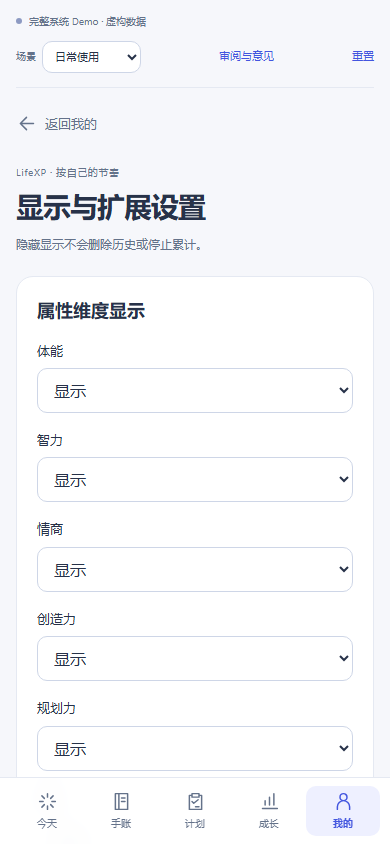 完整系统 Demo · 虚构数据
场景 日常使用 审阅与意见 重置
返回我的
LifeXP · 按自己的节奏
显示与扩展设置
隐藏显示不会删除历史或停止累计。
属性维度显示
体能
显示
智力
显示
情商
显示
创造力
显示
规划力
显示
今天 手账 计划 成长 我的